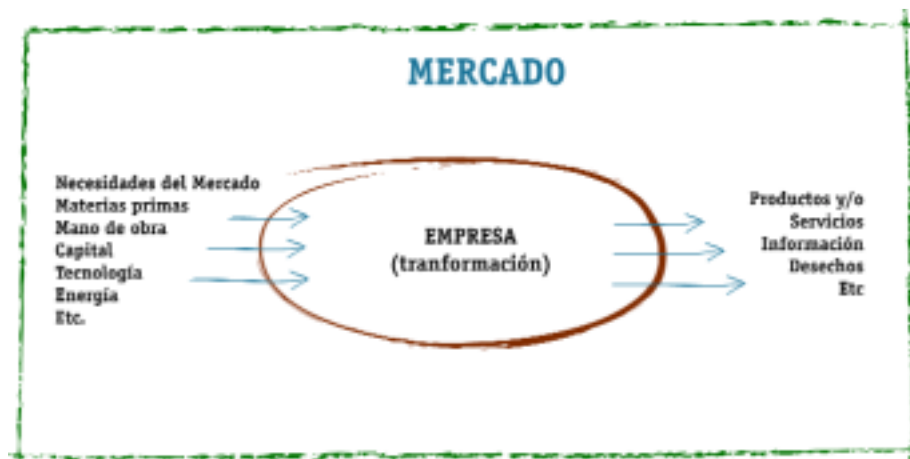 MERCADO
Necesidades del Mercado
Materias primas
Mano de obra
Capital
Tecnología
Energía
Etc.
EMPRESA
(tranformación)
Productos y/o
Servicios
Información
Desechos
Etc